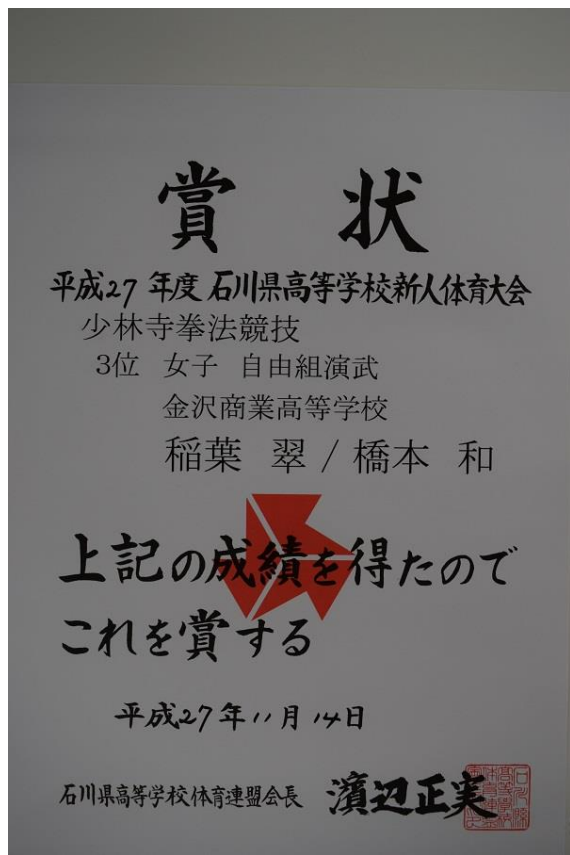 賞 状
平成27年度 石川県高等学校新人体育大会
少林寺拳法競技
3位 女子 自由組演武
金沢商業高等学校
稲葉 翠 / 橋本 和
上記の成績を得たので
これを賞する
平成27年11月14日
石川県高等学校体育連盟会長 濵辺正実